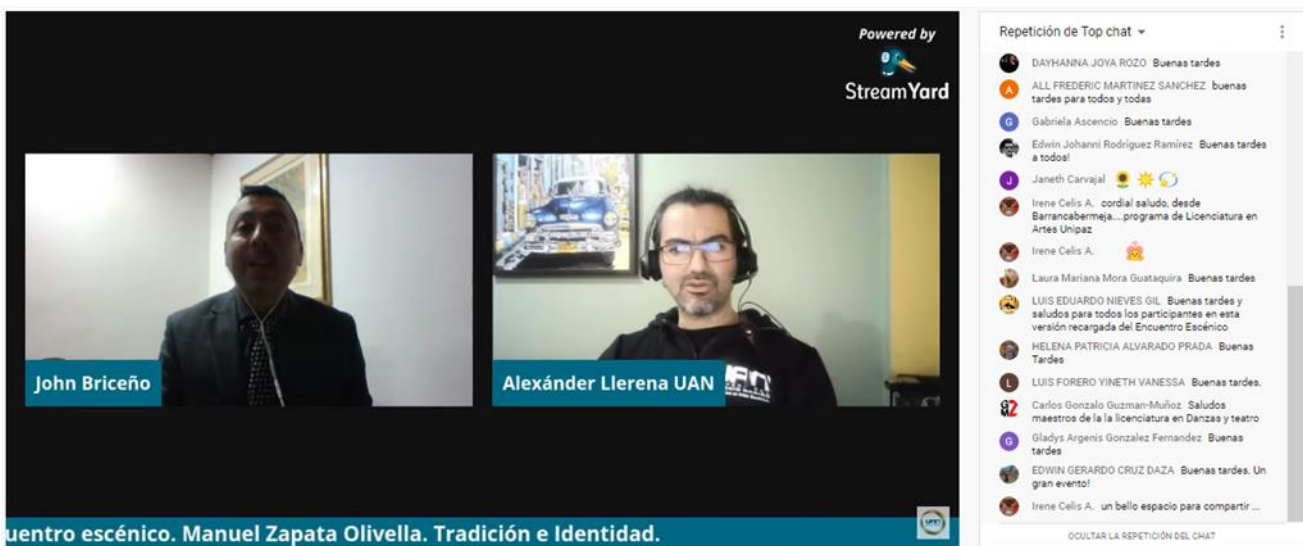 Powered by
StreamYard
John Briceño
Alexánder Llerena UAN
uentro escénico. Manuel Zapata Olivella. Tradición e Identidad.
UAN
Repetición de Top chat
DAYHANNA JOYA ROZO Buenas tardes
A
ALL FREDERIC MARTINEZ SANCHEZ buenas
tardes para todos y todas
G
Gabriela Ascencio Buenas tardes
Edwin Johanni Rodríguez Ramírez Buenas tardes
a todos!
J
Janeth Carvajal
Irene Celis A. cordial saludo, desde
Barrancabermeja....programa de Licenciatura en
Artes Unipaz
Irene Celis A.
Laura Mariana Mora Guataquira Buenas tardes
LUIS EDUARDO NIEVES GIL Buenas tardes y
saludos para todos los participantes en esta
versión recargada del Encuentro Escénico
HELENA PATRICIA ALVARADO PRADA Buenas
Tardes
L
LUIS FORERO YINETH VANESSA Buenas tardes.
Carlos Gonzalo Guzman-Muñoz Saludos
maestros de la la licenciatura en Danzas y teatro
G
Gladys Argenis Gonzalez Fernandez Buenas
tardes
EDWIN GERARDO CRUZ DAZA Buenas tardes. Un
gran evento!
Irene Celis A. un bello espacio para compartir ...
OCULTAR LA REPETICIÓN DEL CHAT